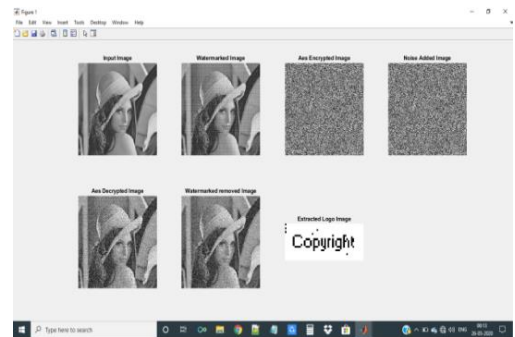 Figure 1
File Edit View Insert Tools Desktop Window Help
Input Image Watermarked Image Aes Encrypted Image Noise Added Image
Aes Decrypted Image Watermarked removed Image Extracted Logo Image
Copyright
Type here to search
ENG